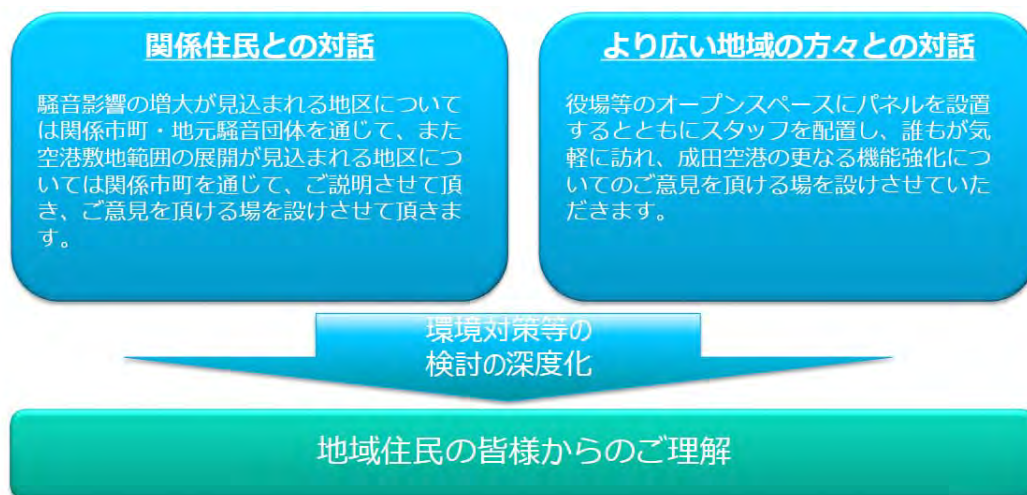 関係住民との対話
騒音影響の増大が見込まれる地区につい
ては関係市町・地元騒音団体を通じて、また
空港敷地範囲の展開が見込まれる地区につ
いては関係市町を通じて、ご説明させて頂
き、ご意見を頂ける場を設けさせて頂きま
す。
より広い地域の方々との対話
役場等のオープンスペースにパネルを設置
するとともにスタッフを配置し、誰もが気
軽に訪れ、成田空港の更なる機能強化につ
いてのご意見を頂ける場を設けさせていた
だきます。
環境対策等の
検討の深度化
地域住民の皆様からのご理解